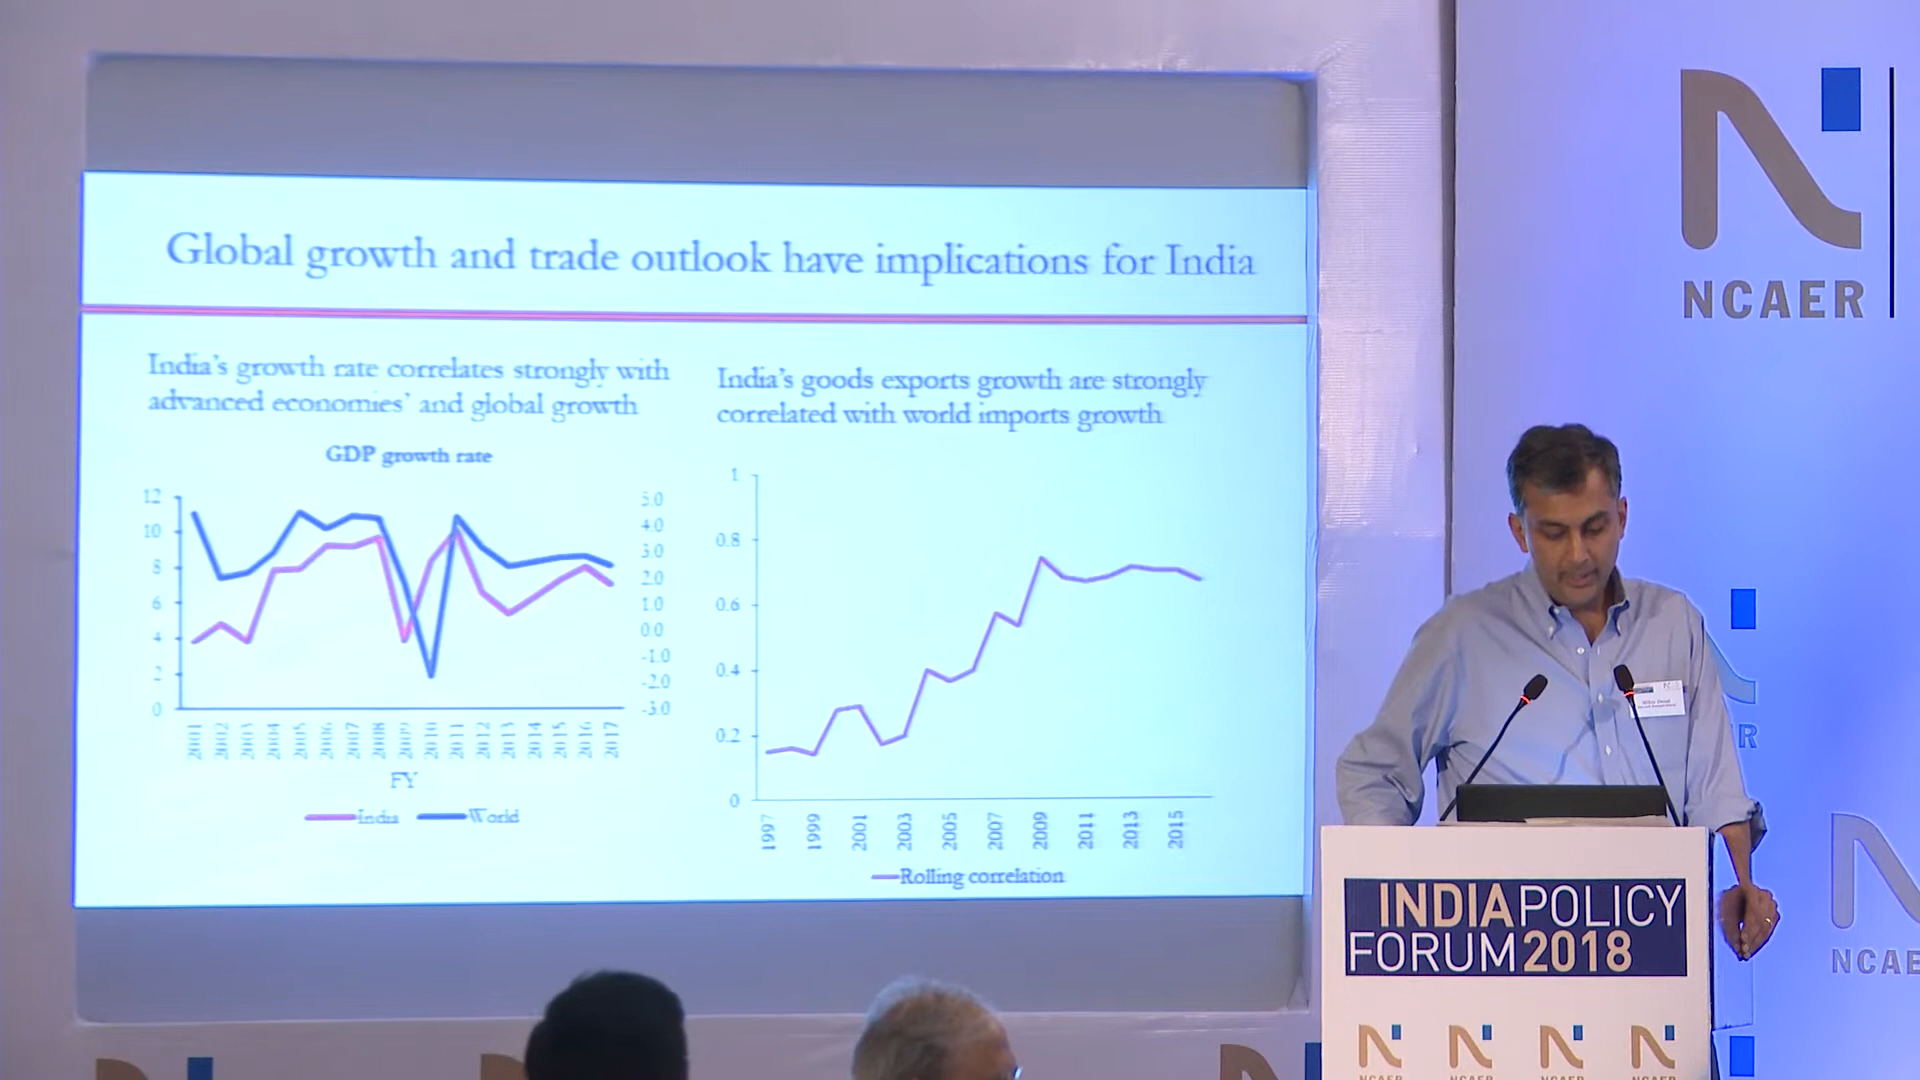 Global growth and trade outlook have implications for India
India's growth rate correlates strongly with
advanced economies' and global growth
GDP growth rate
12
10
8
6
4
2
0
5.0
4.0
3.0
2.0
1.0
0.0
-1.0
-2.0
-3.0
2001 2002 2003 2004 2005 2006 2007 2008 2009 2010 2011 2012 2013 2014 2015 2016 2017
FY
India World
India's goods exports growth are strongly
correlated with world imports growth
1
0.8
0.6
0.4
0.2
0
1997 1999 2001 2003 2005 2007 2009 2011 2013 2015
Rolling correlation
NCAER
R
NCAE
INDIA POLICY
FORUM 2018
NCAER NCAER NCAER NCAER